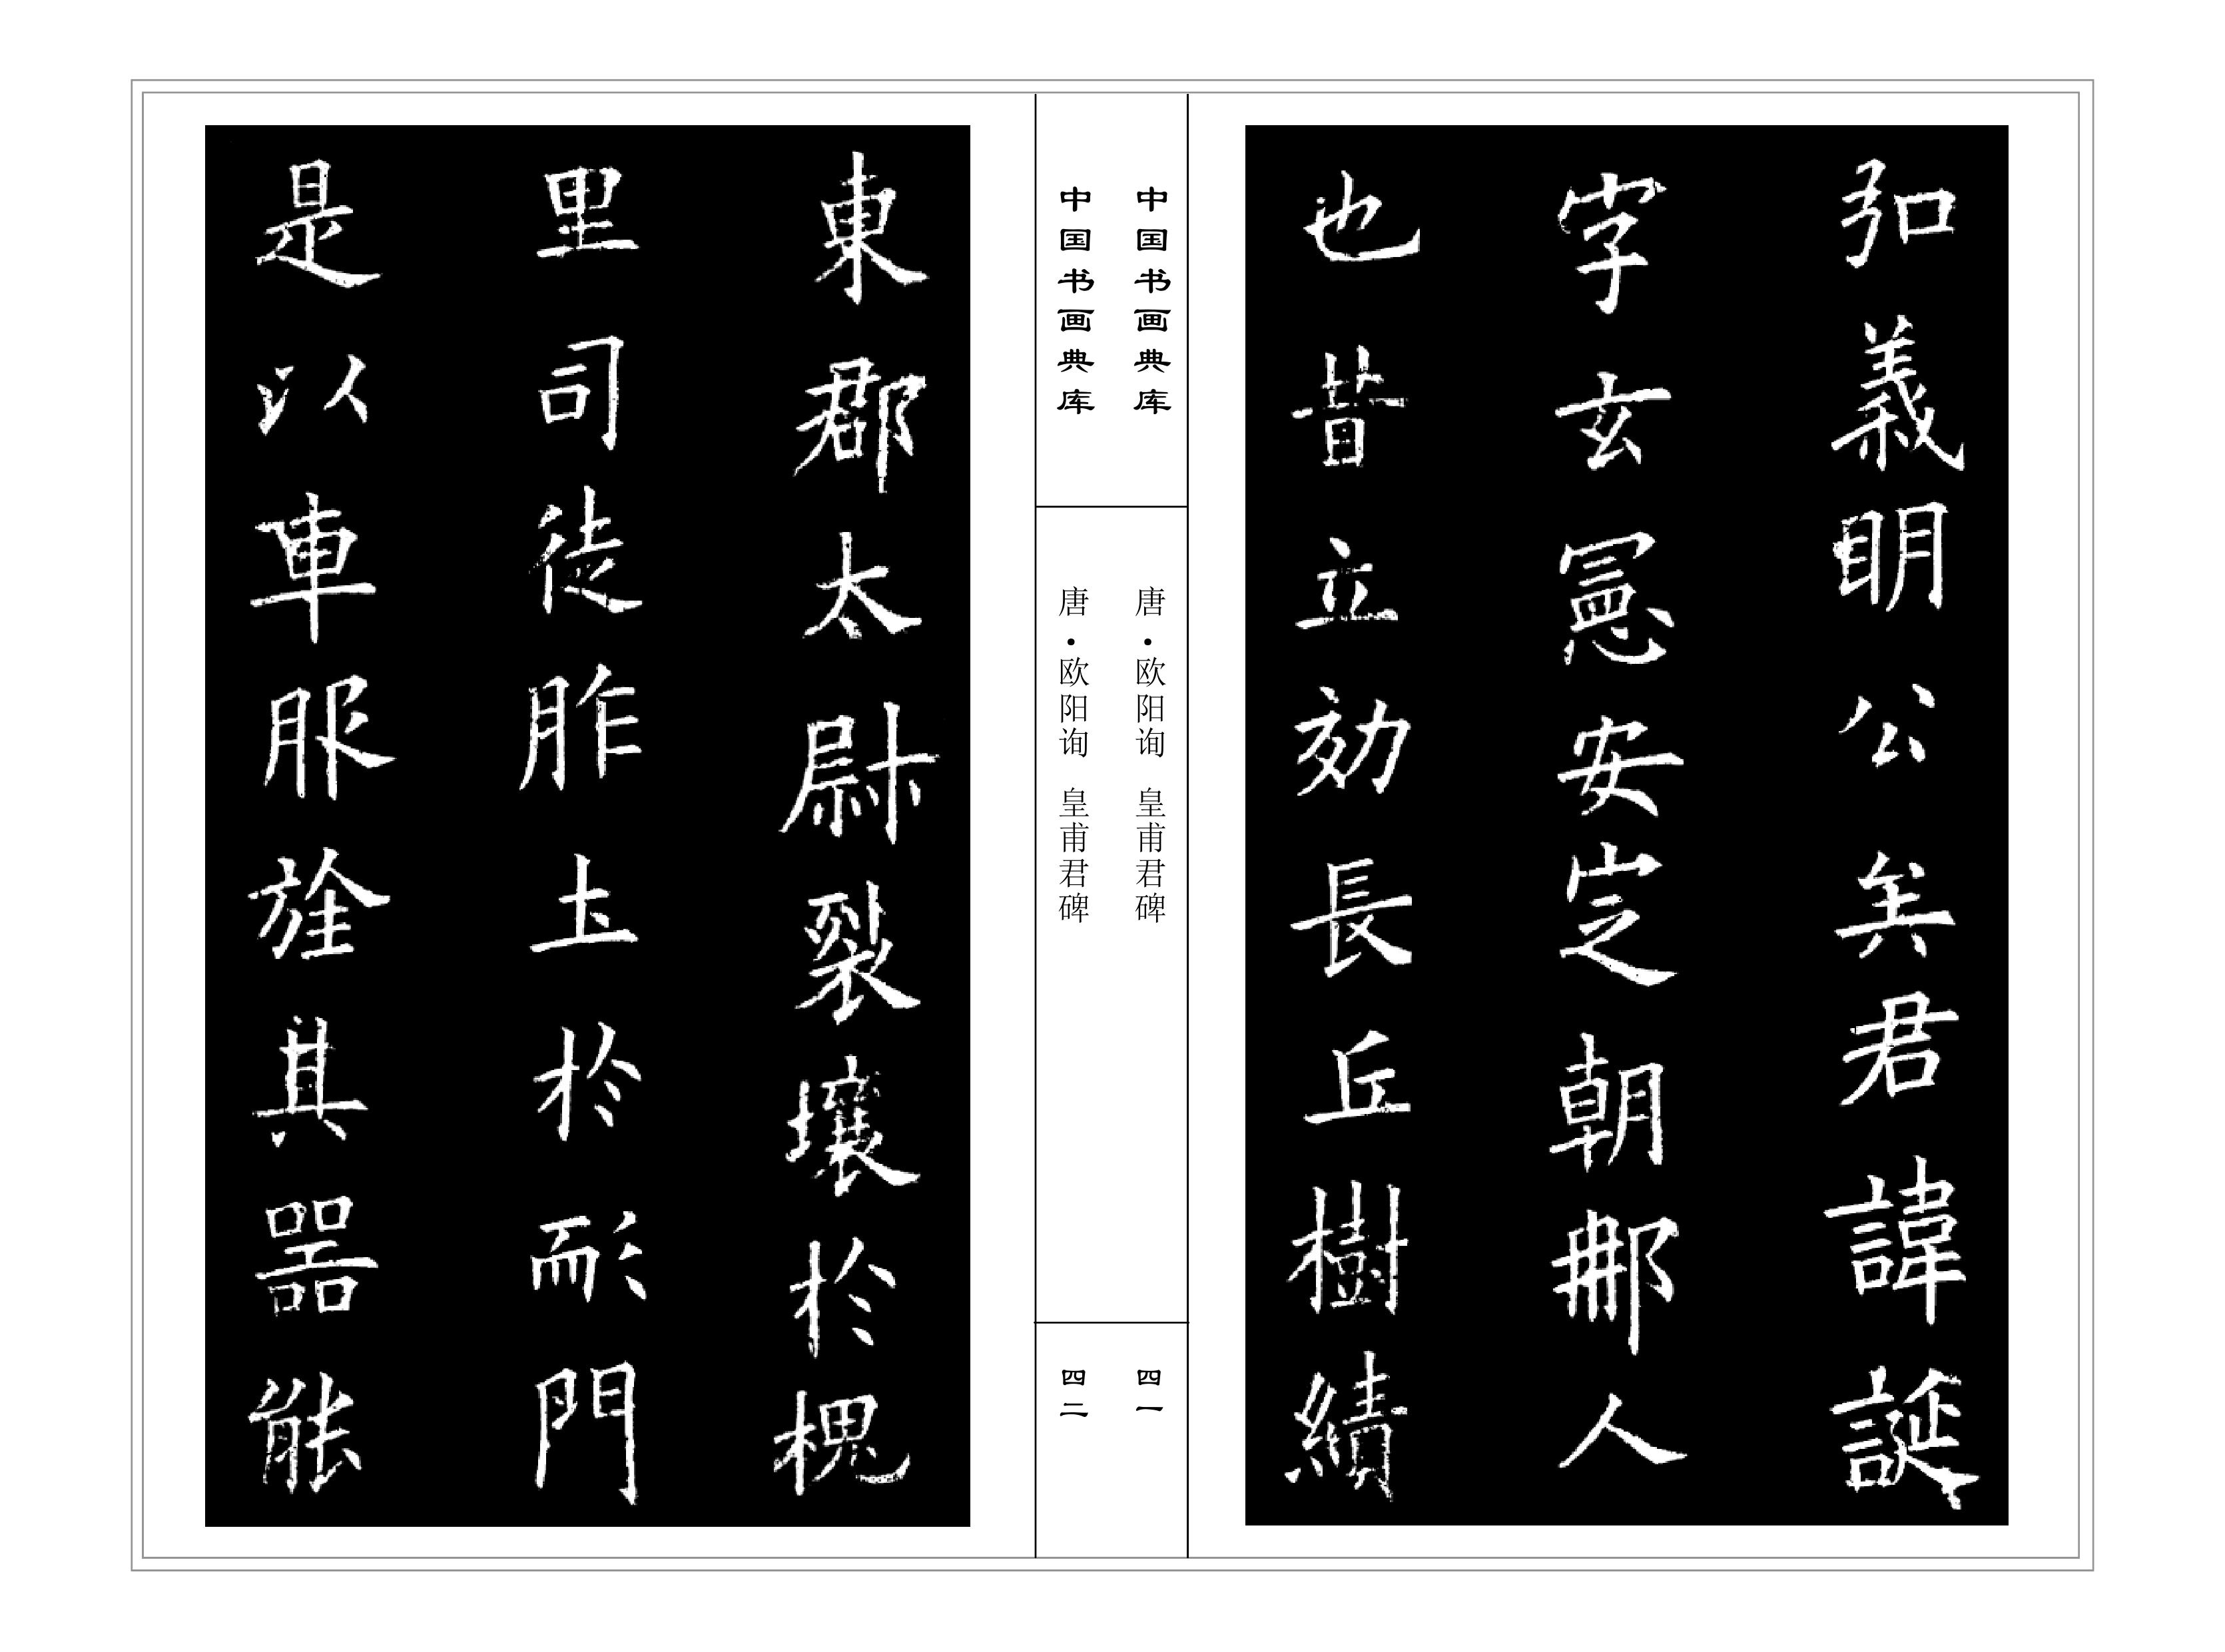 弘義明公矣君諱誕
字玄憲安定朝那人
也昔立効長丘樹績
中国书画典库
唐·欧阳询 皇甫君碑
四一
中国书画典库
唐·欧阳询 皇甫君碑
四二
東郡太尉裂壤於槐
里司徒胙土於耏門
是以車服旌其器能